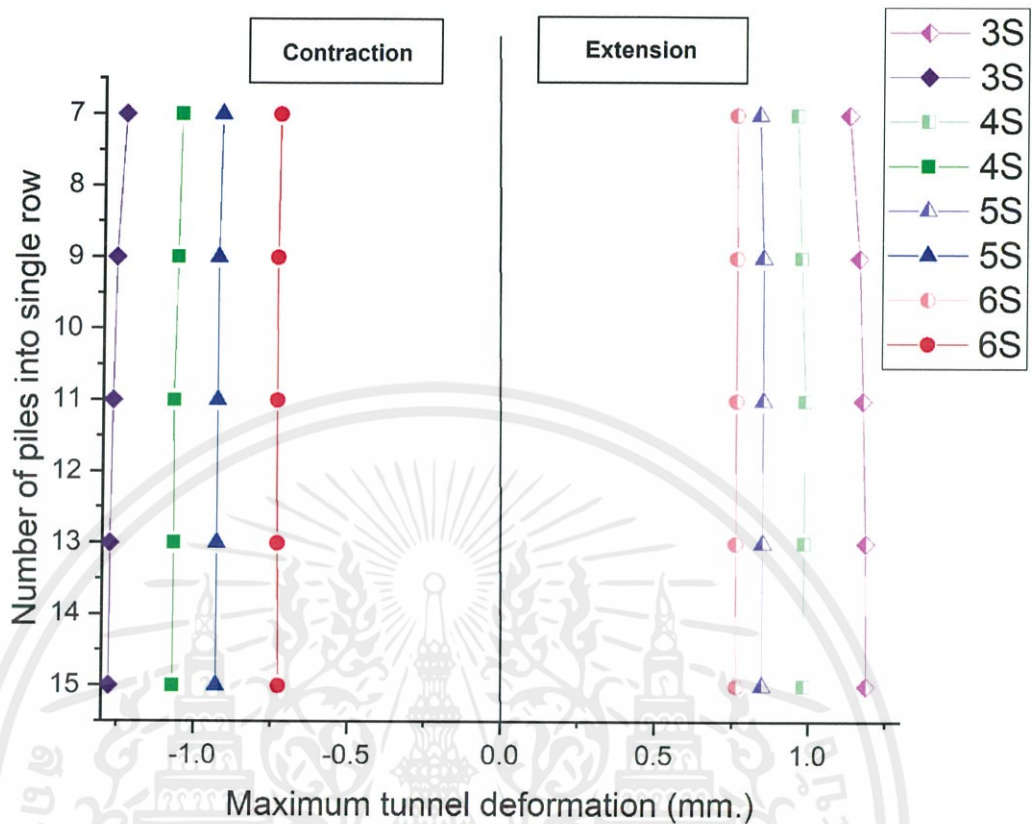 Contraction
Extension
3S
3S
4S
4S
5S
5S
6S
6S
7
8
9
10
11
12
13
14
15
Number of piles into single row
-1.0
-0.5
0.0
0.5
1.0
Maximum tunnel deformation (mm.)